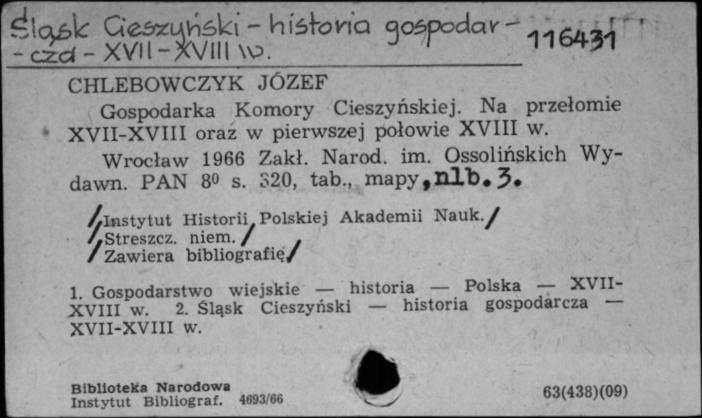 Śląsk Cieszyński - historia gospodar-
- cza - XVII - XVIII w.
116431
CHLEBOWCZYK JÓZEF
Gospodarka Komory Cieszyńskiej. Na przełomie
XVII-XVIII oraz w pierwszej połowie XVIII w.
Wrocław 1966 Zakł. Narod. im. Ossolińskich Wy-
dawn. PAN 8⁰ s. 320, tab., mapy, nlb. 3.
/Instytut Historii Polskiej Akademii Nauk./
/Streszcz. niem./
/Zawiera bibliografię/
1. Gospodarstwo wiejskie — historia — Polska — XVII-
XVIII w. 2. Śląsk Cieszyński — historia gospodarcza —
XVII-XVIII w.
Biblioteka Narodowa
Instytut Bibliograf. 4693/66
63(438)(09)